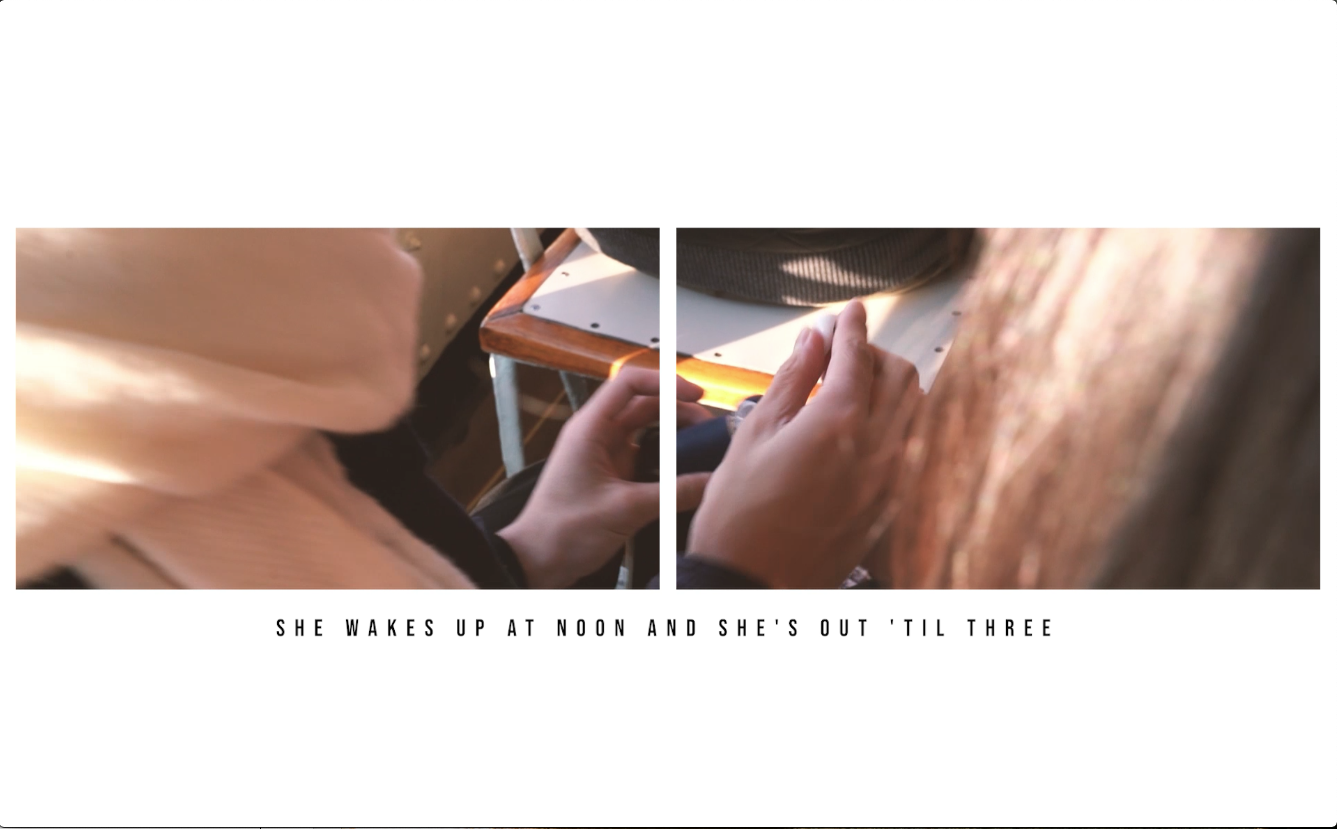 SHE WAKES UP AT NOON AND SHE'S OUT 'TIL THREE